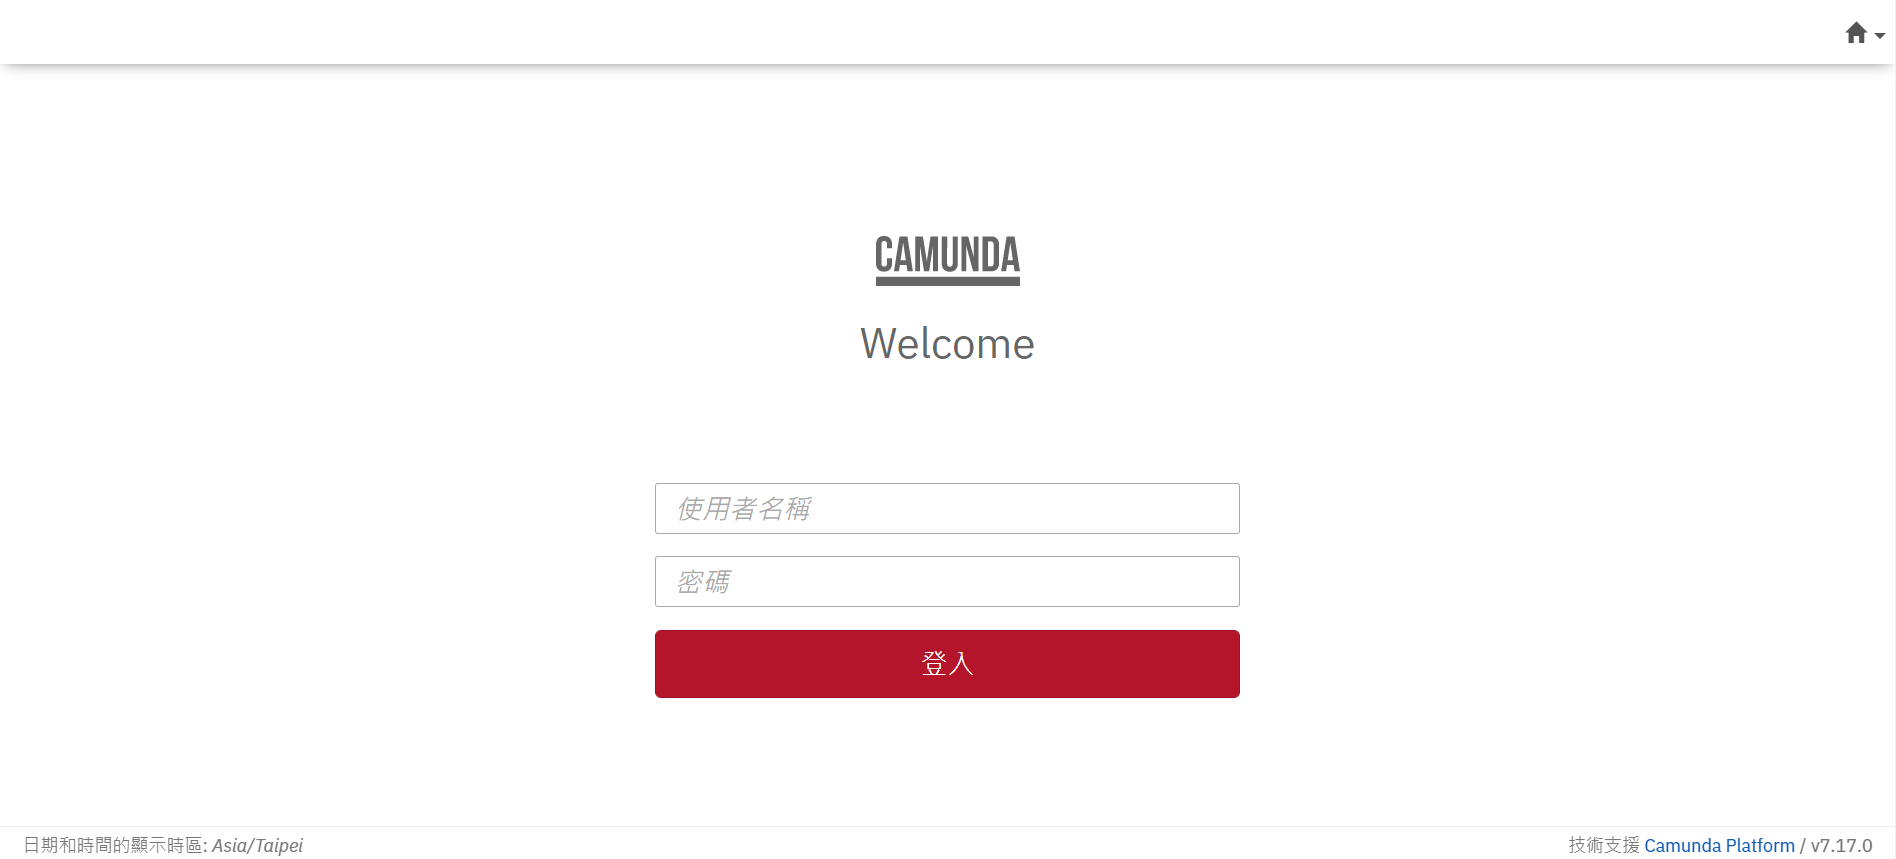 CAMUNDA
Welcome
使用者名稱
密碼
登入
日期和時間的顯示時區: Asia/Taipei
技術支援 Camunda Platform / v7.17.0